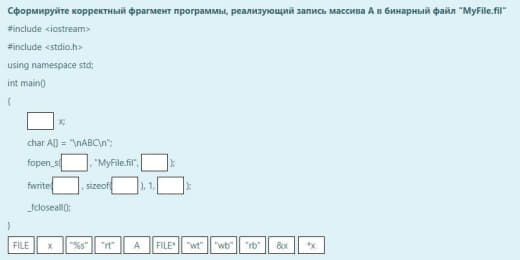 Сформируйте корректный фрагмент программы, реализующий запись массива А в бинарный файл "MyFile.fil"
#include <iostream>
#include <stdio.h>
using namespace std;
int main()
{
x;
char A[] = "\nABC\n";
fopen_s( , "MyFile.fil", );
fwrite( , sizeof( ), 1, );
_fcloseall();
}
FILE x "%s" "rt" A FILE* "wt" "wb" "rb" &x *x